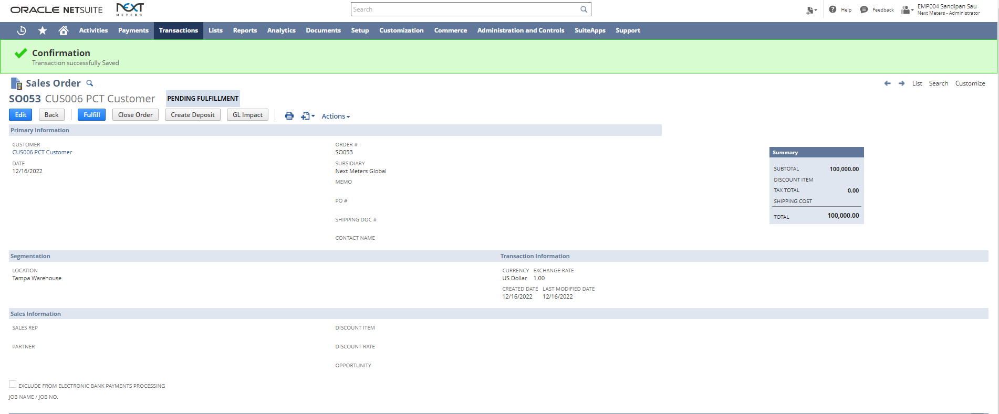 ORACLE NETSUITE
NEXT
METERS
Search
Help
Feedback
EMP004 Sandipan Sau
Next Meters - Administrator
Activities Payments Transactions Lists Reports Analytics Documents Setup Customization Commerce Administration and Controls SuiteApps Support
Confirmation
Transaction successfully Saved
Sales Order
List Search Customize
SO053 CUS006 PCT Customer PENDING FULFILLMENT
Edit Back Fulfill Close Order Create Deposit GL Impact Actions
Primary Information
CUSTOMER
CUS006 PCT Customer
DATE
12/16/2022
ORDER #
SO053
SUBSIDIARY
Next Meters Global
MEMO
PO #
SHIPPING DOC #
CONTACT NAME
Summary
SUBTOTAL 100,000.00
DISCOUNT ITEM
TAX TOTAL 0.00
SHIPPING COST
TOTAL 100,000.00
Segmentation
LOCATION
Tampa Warehouse
Transaction Information
CURRENCY EXCHANGE RATE
US Dollar 1.00
CREATED DATE LAST MODIFIED DATE
12/16/2022 12/16/2022
Sales Information
SALES REP
PARTNER
DISCOUNT ITEM
DISCOUNT RATE
OPPORTUNITY
EXCLUDE FROM ELECTRONIC BANK PAYMENTS PROCESSING
JOB NAME / JOB NO.